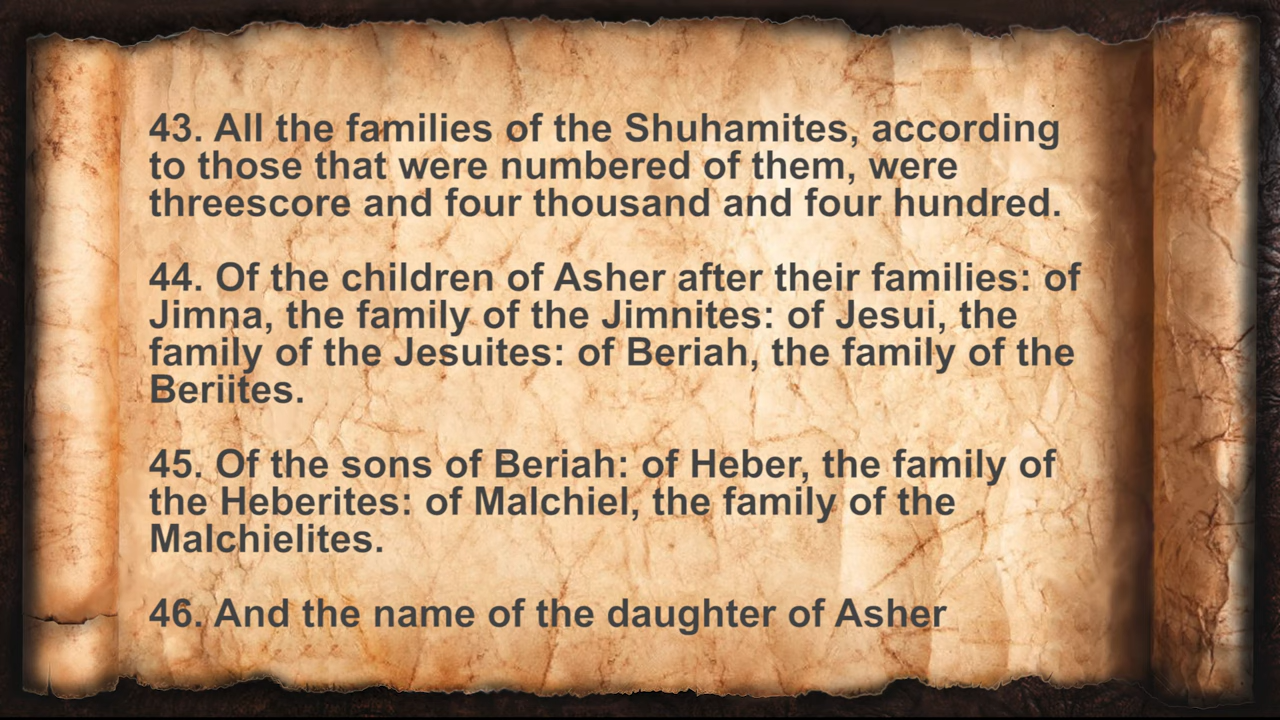 43. All the families of the Shuhamites, according
to those that were numbered of them, were
threescore and four thousand and four hundred.
44. Of the children of Asher after their families: of
Jimna, the family of the Jimnites: of Jesui, the
family of the Jesuites: of Beriah, the family of the
Beriites.
45. Of the sons of Beriah: of Heber, the family of
the Heberites: of Malchiel, the family of the
Malchielites.
46. And the name of the daughter of Asher